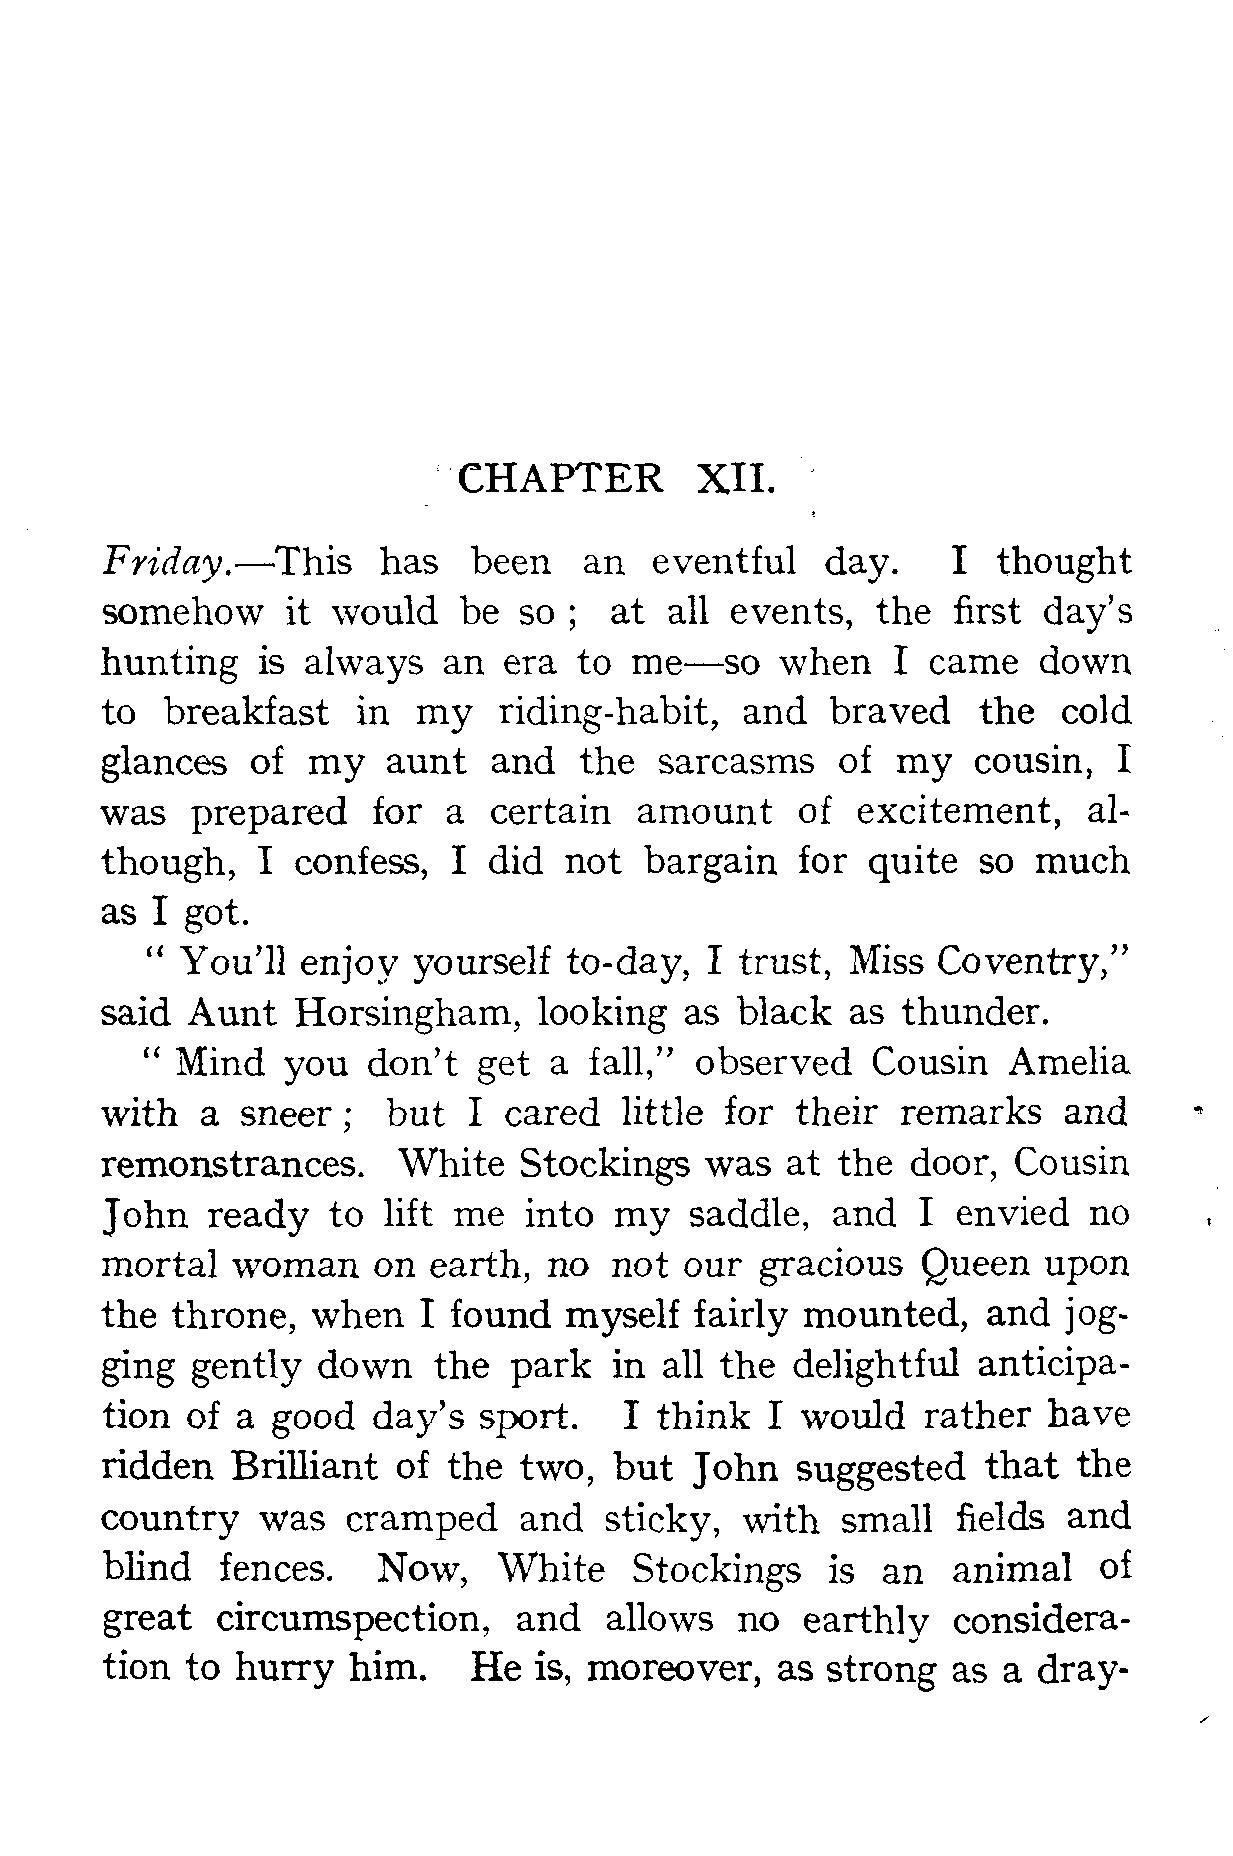 CHAPTER XII.
Friday.—This has been an eventful day. I thought
somehow it would be so ; at all events, the first day's
hunting is always an era to me—so when I came down
to breakfast in my riding-habit, and braved the cold
glances of my aunt and the sarcasms of my cousin, I
was prepared for a certain amount of excitement, al-
though, I confess, I did not bargain for quite so much
as I got.
" You'll enjoy yourself to-day, I trust, Miss Coventry,"
said Aunt Horsingham, looking as black as thunder.
" Mind you don't get a fall," observed Cousin Amelia
with a sneer ; but I cared little for their remarks and
remonstrances. White Stockings was at the door, Cousin
John ready to lift me into my saddle, and I envied no
mortal woman on earth, no not our gracious Queen upon
the throne, when I found myself fairly mounted, and jog-
ging gently down the park in all the delightful anticipa-
tion of a good day's sport. I think I would rather have
ridden Brilliant of the two, but John suggested that the
country was cramped and sticky, with small fields and
blind fences. Now, White Stockings is an animal of
great circumspection, and allows no earthly considera-
tion to hurry him. He is, moreover, as strong as a dray-